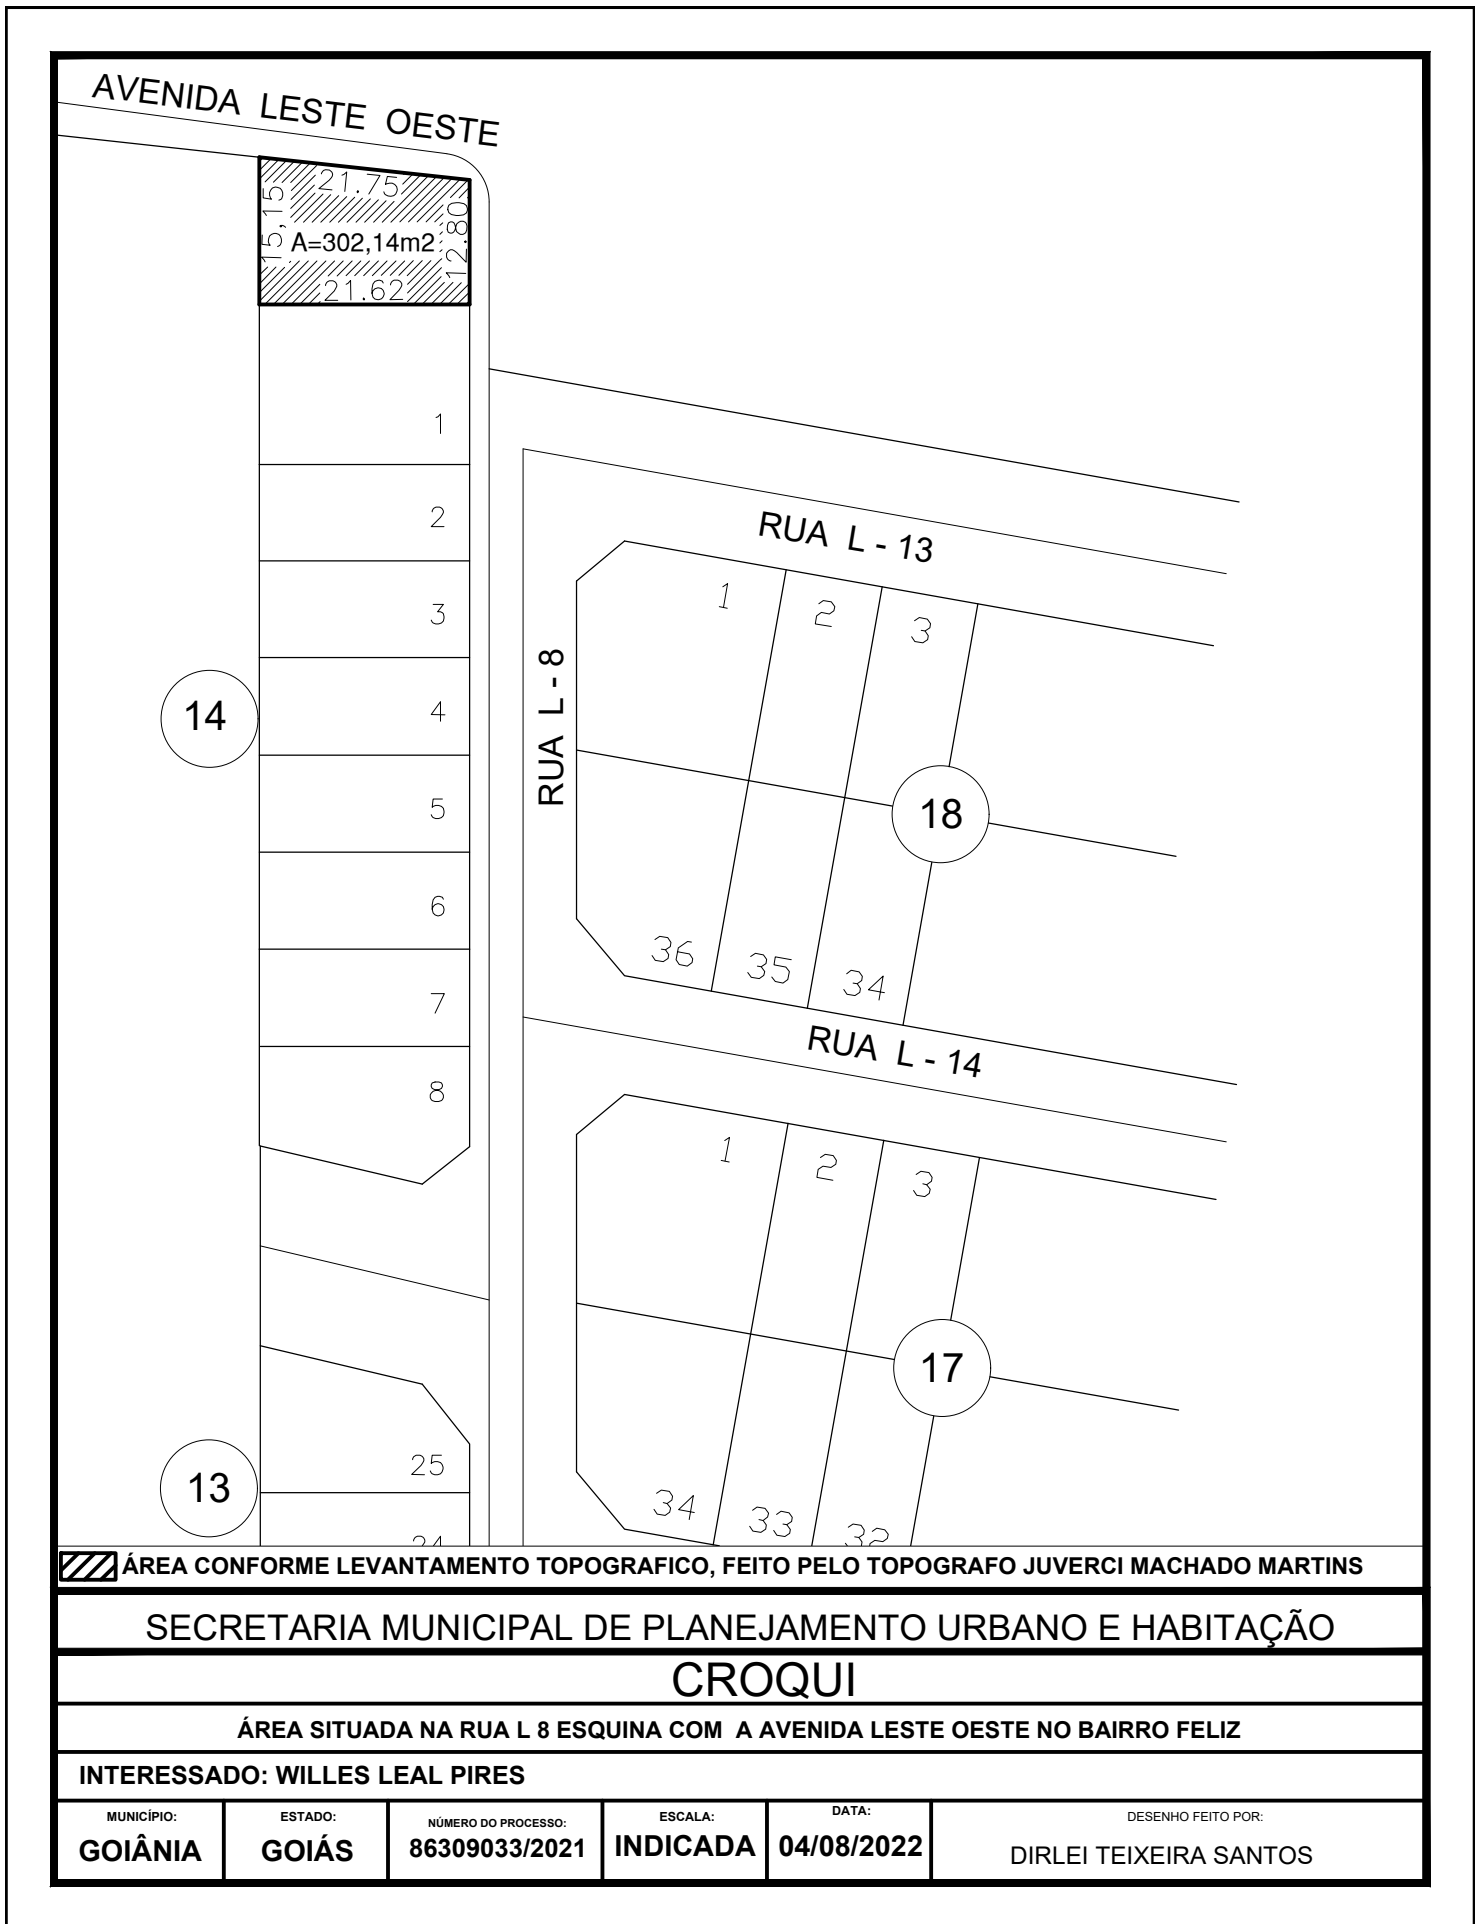 AVENIDA LESTE OESTE
21.75
15,15
12.80
A=302,14m2
21.62
1
2
3
4
5
6
7
8
14
RUA L - 13
RUA L - 8
1
2
3
18
36
35
34
RUA L - 14
1
2
3
17
34
33
32
25
24
13
ÁREA CONFORME LEVANTAMENTO TOPOGRAFICO, FEITO PELO TOPOGRAFO JUVERCI MACHADO MARTINS
SECRETARIA MUNICIPAL DE PLANEJAMENTO URBANO E HABITAÇÃO
CROQUI
ÁREA SITUADA NA RUA L 8 ESQUINA COM A AVENIDA LESTE OESTE NO BAIRRO FELIZ
INTERESSADO: WILLES LEAL PIRES
MUNICÍPIO:
GOIÂNIA
ESTADO:
GOIÁS
NÚMERO DO PROCESSO:
86309033/2021
ESCALA:
INDICADA
DATA:
04/08/2022
DESENHO FEITO POR:
DIRLEI TEIXEIRA SANTOS